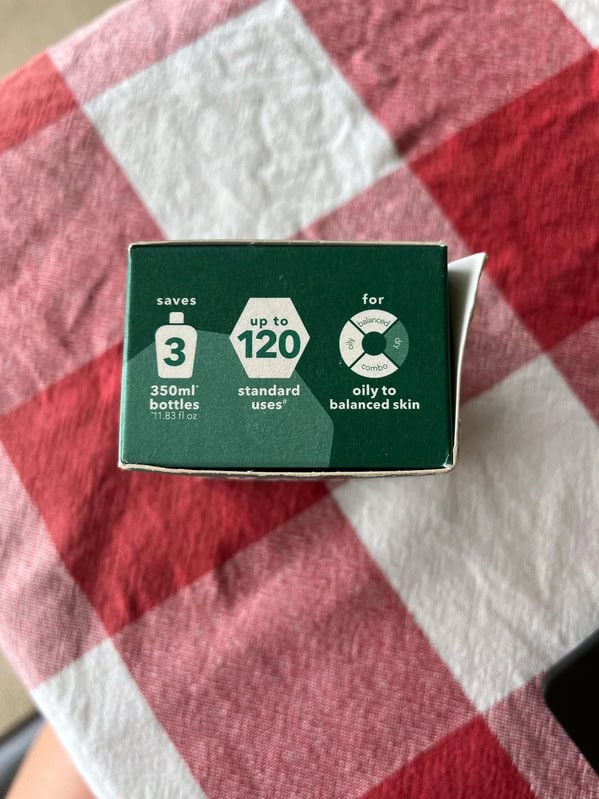 saves
3
350ml*
bottles
*11.83 fl oz
up to
120
standard
uses#
for
balanced
oily
dry
combo
oily to
balanced skin